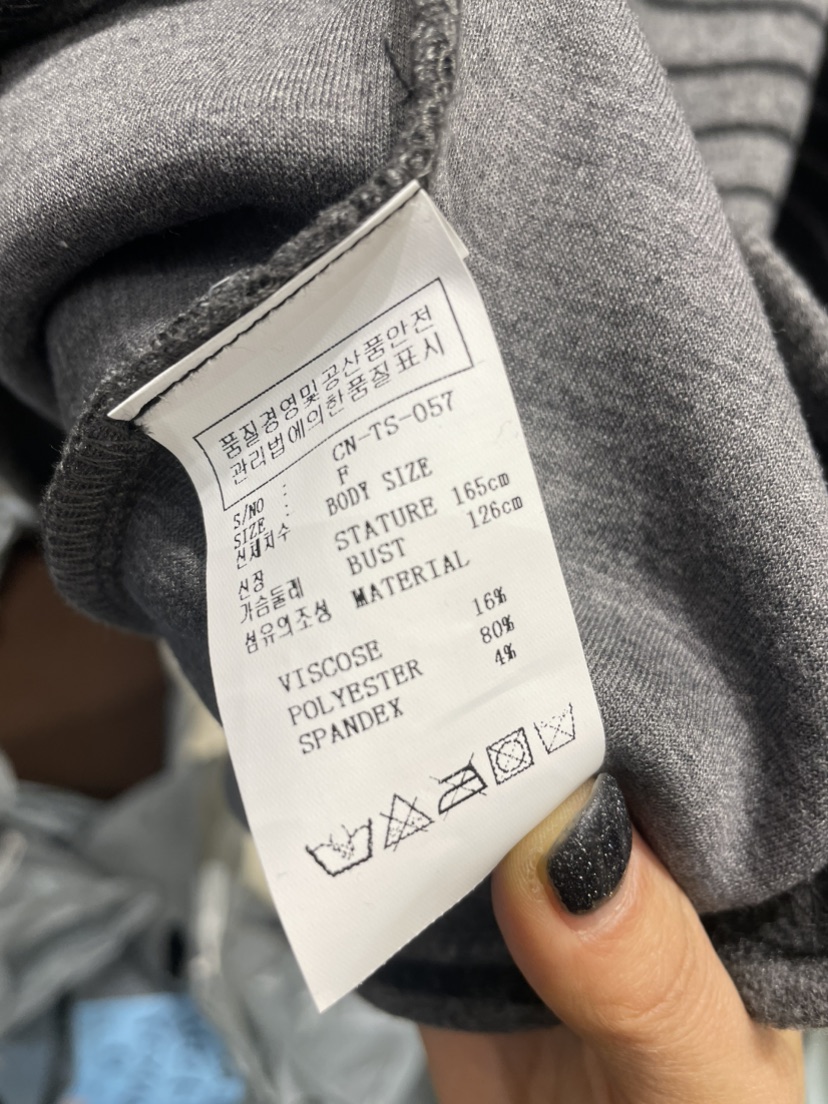 품질경영및공산품안전
관리법에의한품질표시
S/NO : CN-TS-057
SIZE : F
신체치수 BODY SIZE
신장 STATURE 165cm
가슴둘레 BUST 126cm
섬유의조성 MATERIAL
VISCOSE 16%
POLYESTER 80%
SPANDEX 4%